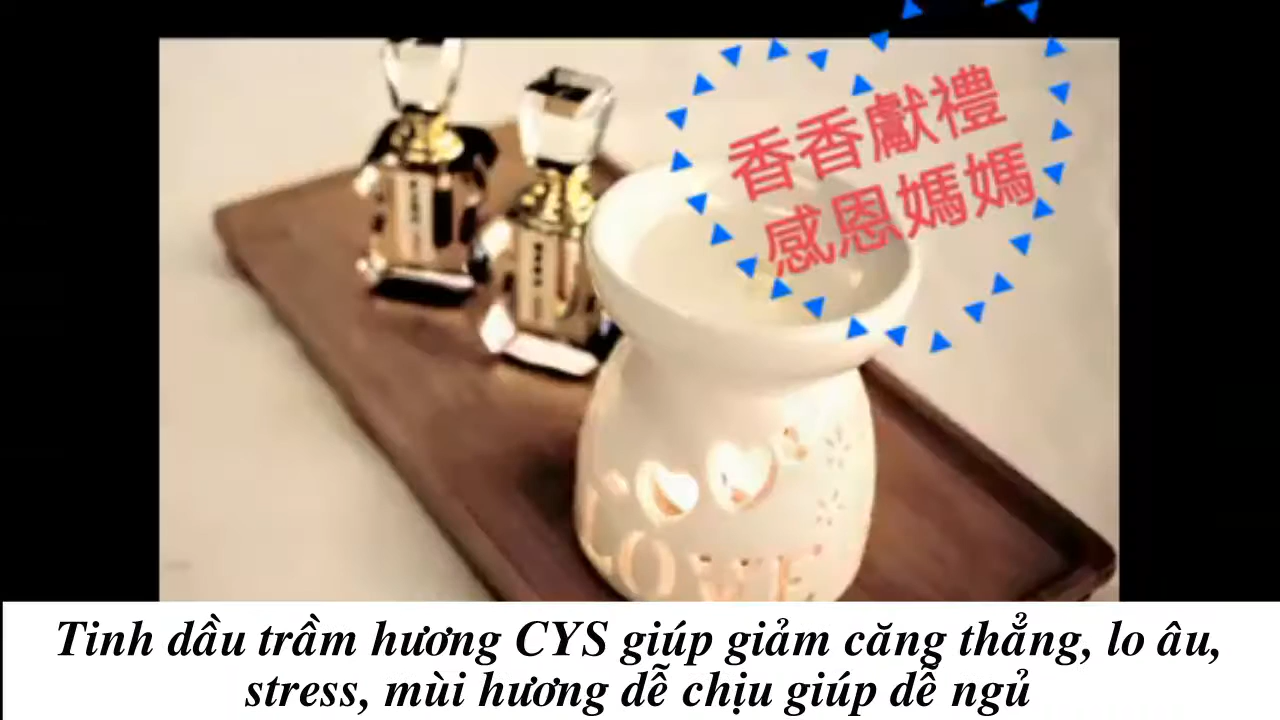 香香獻禮
感恩媽媽
LOVE
Tinh dầu trầm hương CYS giúp giảm căng thẳng, lo âu,
stress, mùi hương dễ chịu giúp dễ ngủ